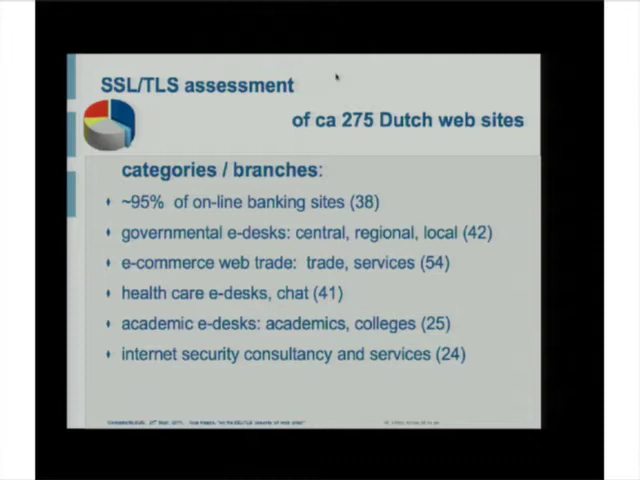 SSL/TLS assessment
of ca 275 Dutch web sites
categories / branches:
~95% of on-line banking sites (38)
governmental e-desks: central, regional, local (42)
e-commerce web trade: trade, services (54)
health care e-desks, chat (41)
academic e-desks: academics, colleges (25)
internet security consultancy and services (24)